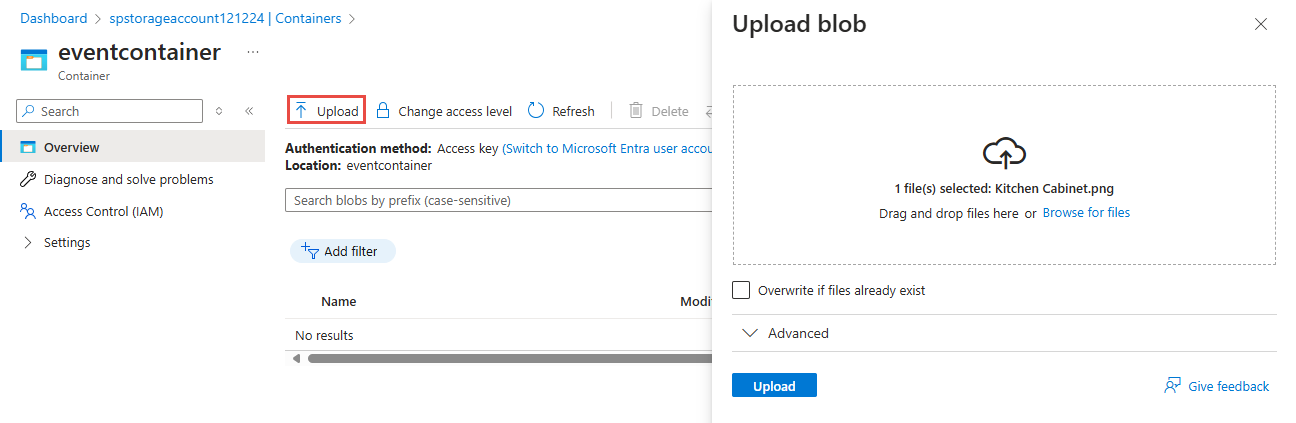 Dashboard > spstorageaccount121224 | Containers >
eventcontainer ...
Container
Search
Overview
Diagnose and solve problems
Access Control (IAM)
Settings
Upload Change access level Refresh Delete
Authentication method: Access key (Switch to Microsoft Entra user accou
Location: eventcontainer
Search blobs by prefix (case-sensitive)
Add filter
Name Modi
No results
Upload blob
1 file(s) selected: Kitchen Cabinet.png
Drag and drop files here or Browse for files
Overwrite if files already exist
Advanced
Upload Give feedback